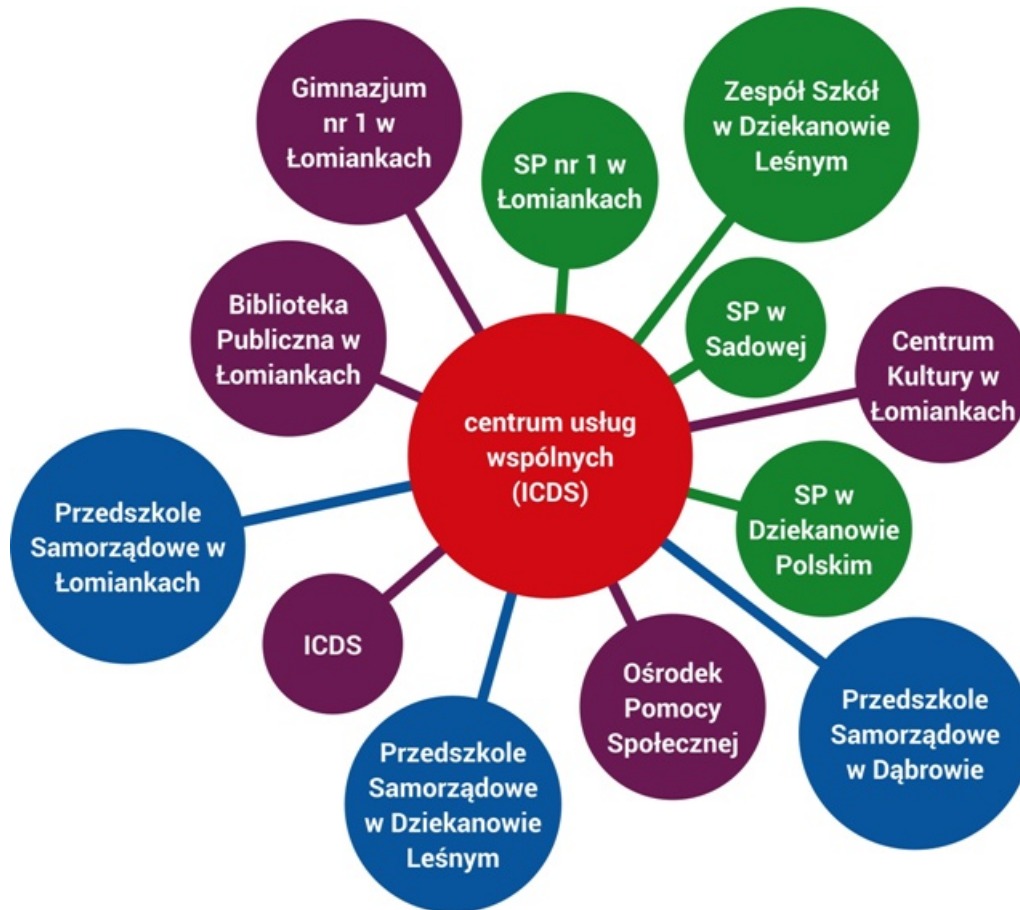 Gimnazjum
nr 1 w
Łomiankach
SP nr 1 w
Łomiankach
Zespół Szkół
w Dziekanowie
Leśnym
Biblioteka
Publiczna w
Łomiankach
SP w
Sadowej
Centrum
Kultury w
Łomiankach
centrum usług
wspólnych
(ICDS)
Przedszkole
Samorządowe w
Łomiankach
SP w
Dziekanowie
Polskim
ICDS
Ośrodek
Pomocy
Społecznej
Przedszkole
Samorządowe
w Dąbrowie
Przedszkole
Samorządowe
w Dziekanowie
Leśnym